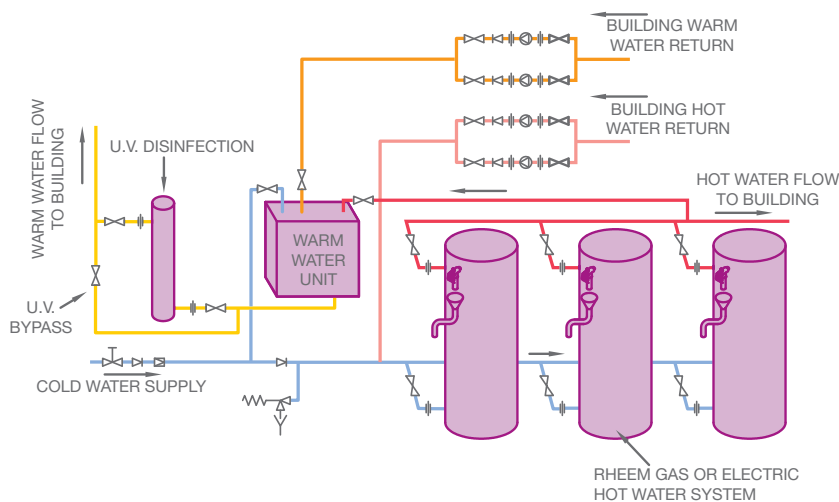 BUILDING WARM
WATER RETURN
BUILDING HOT
WATER RETURN
WARM WATER FLOW
TO BUILDING
U.V. DISINFECTION
HOT WATER FLOW
TO BUILDING
WARM
WATER
UNIT
U.V.
BYPASS
COLD WATER SUPPLY
RHEEM GAS OR ELECTRIC
HOT WATER SYSTEM